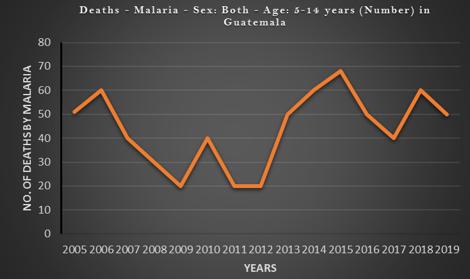 Deaths - Malaria - Sex: Both - Age: 5-14 years (Number) in
Guatemala
NO. OF DEATHS BY MALARIA
80
70
60
50
40
30
20
10
0
2005 2006 2007 2008 2009 2010 2011 2012 2013 2014 2015 2016 2017 2018 2019
YEARS